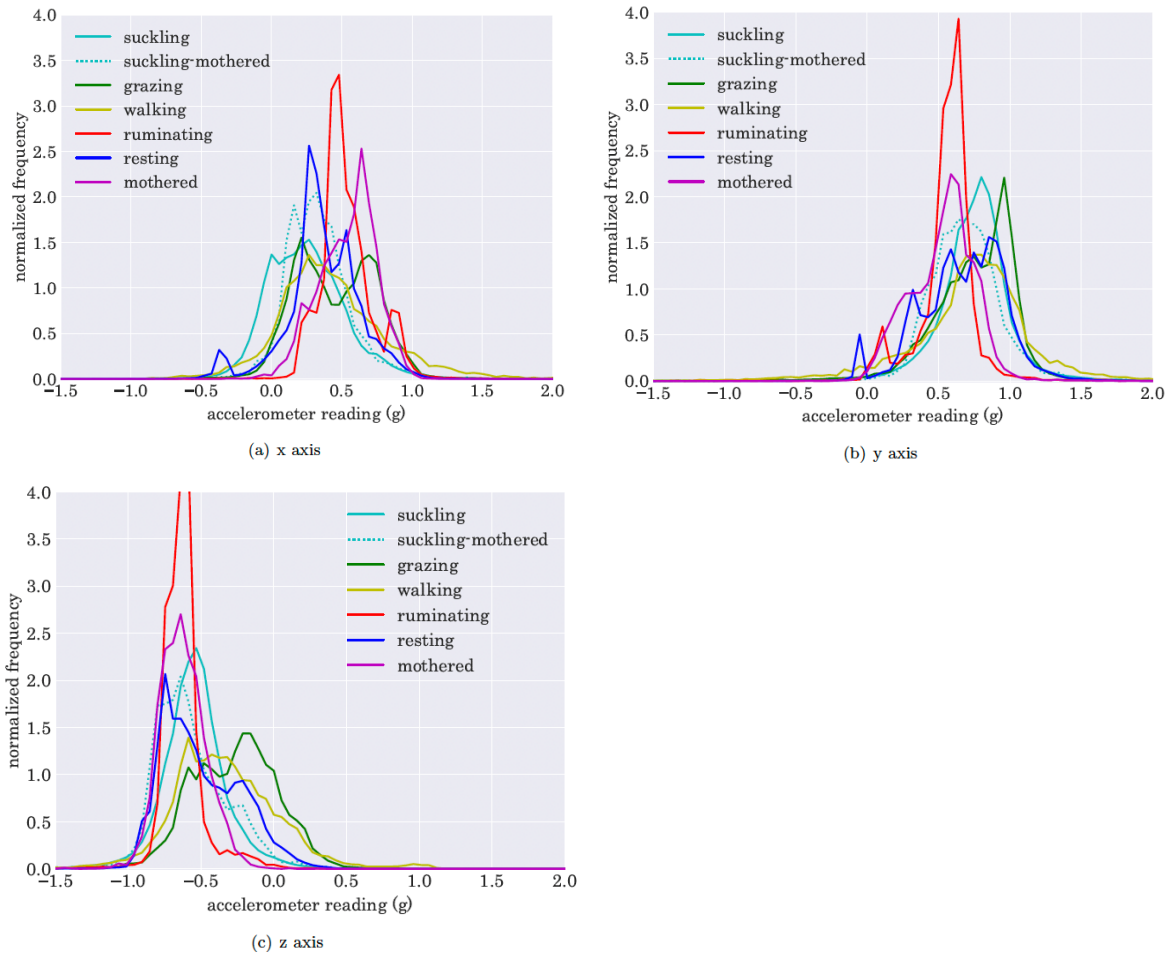 4.0
3.5
3.0
2.5
2.0
1.5
1.0
0.5
0.0
normalized frequency
suckling
suckling-mothered
grazing
walking
ruminating
resting
mothered
−1.5 −1.0 −0.5 0.0 0.5 1.0 1.5 2.0
accelerometer reading (g)
(a) x axis
4.0
3.5
3.0
2.5
2.0
1.5
1.0
0.5
0.0
normalized frequency
suckling
suckling-mothered
grazing
walking
ruminating
resting
mothered
−1.5 −1.0 −0.5 0.0 0.5 1.0 1.5 2.0
accelerometer reading (g)
(b) y axis
4.0
3.5
3.0
2.5
2.0
1.5
1.0
0.5
0.0
normalized frequency
suckling
suckling-mothered
grazing
walking
ruminating
resting
mothered
−1.5 −1.0 −0.5 0.0 0.5 1.0 1.5 2.0
accelerometer reading (g)
(c) z axis